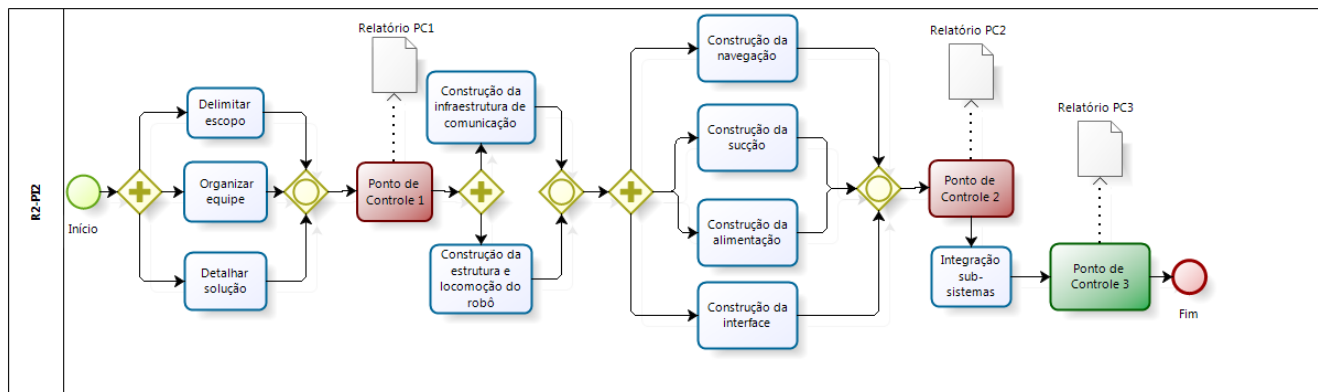 R2-PI2
Início
Delimitar
escopo
Organizar
equipe
Detalhar
solução
Relatório PC1
Ponto de
Controle 1
Construção da
infraestrutura de
comunicação
Construção da
estrutura e
locomoção do
robô
Construção da
navegação
Construção da
sucção
Construção da
alimentação
Construção da
interface
Relatório PC2
Ponto de
Controle 2
Integração
sub-
sistemas
Relatório PC3
Ponto de
Controle 3
Fim